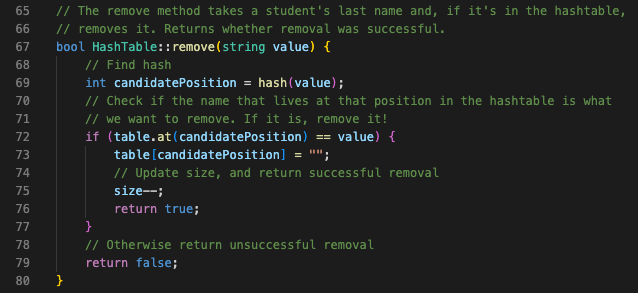 65 // The remove method takes a student's last name and, if it's in the hashtable,
66 // removes it. Returns whether removal was successful.
67 bool HashTable::remove(string value) {
68     // Find hash
69     int candidatePosition = hash(value);
70     // Check if the name that lives at that position in the hashtable is what
71     // we want to remove. If it is, remove it!
72     if (table.at(candidatePosition) == value) {
73         table[candidatePosition] = "";
74         // Update size, and return successful removal
75         size--;
76         return true;
77     }
78     // Otherwise return unsuccessful removal
79     return false;
80 }